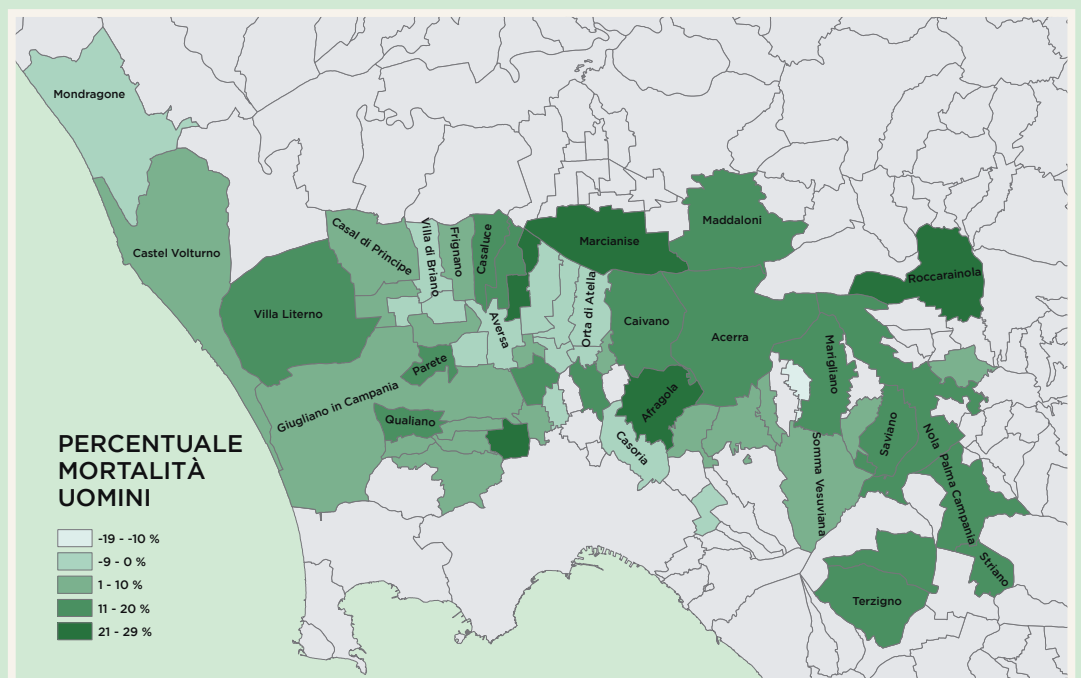 Mondragone
Castel Volturno
Casal di Principe
Villa di Briano
Frignano
Casaluce
Marcianise
Maddaloni
Roccarainola
Villa Literno
Aversa
Orta di Atella
Caivano
Acerra
Marigliano
Parete
Giugliano in Campania
Qualiano
Afragola
Casoria
Somma Vesuviana
Saviano
Nola
Palma Campania
Striano
Terzigno
PERCENTUALE
MORTALITÀ
UOMINI
-19 - -10 %
-9 - 0 %
1 - 10 %
11 - 20 %
21 - 29 %